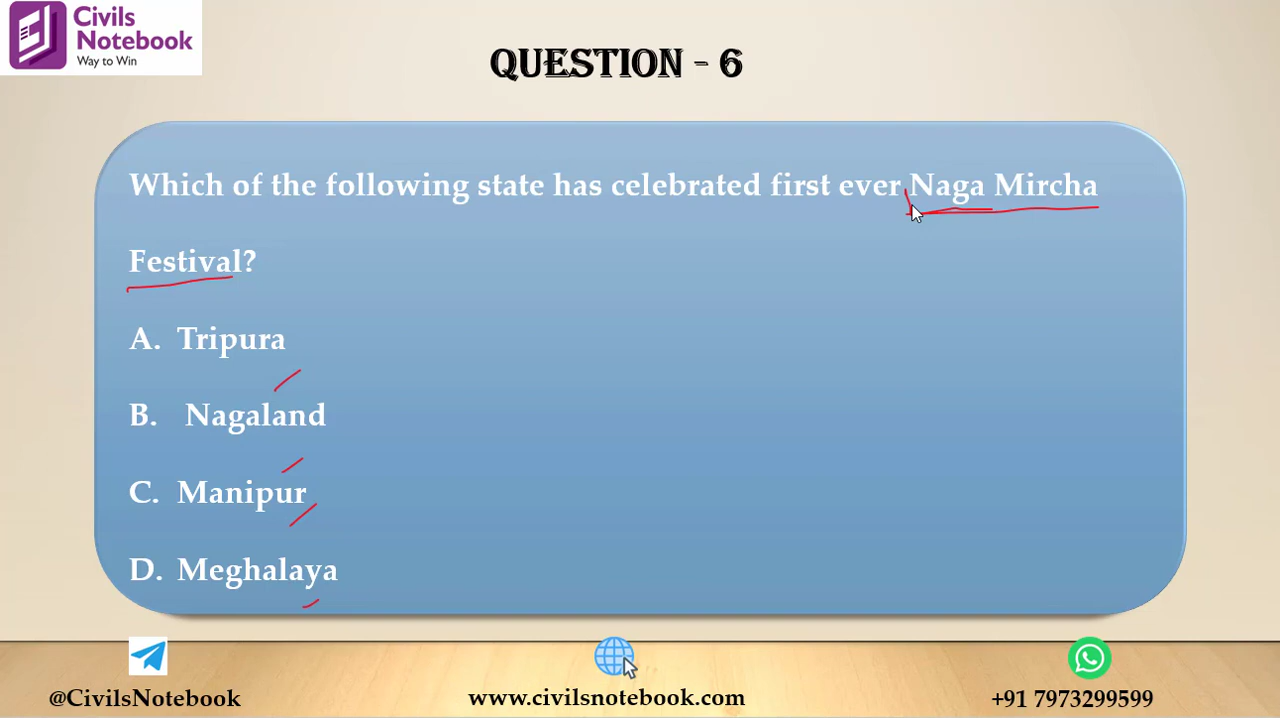 Civils
Notebook
Way to Win
QUESTION - 6
Which of the following state has celebrated first ever Naga Mircha
Festival?
A. Tripura
B. Nagaland
C. Manipur
D. Meghalaya
@CivilsNotebook
www.civilsnotebook.com
+91 7973299599